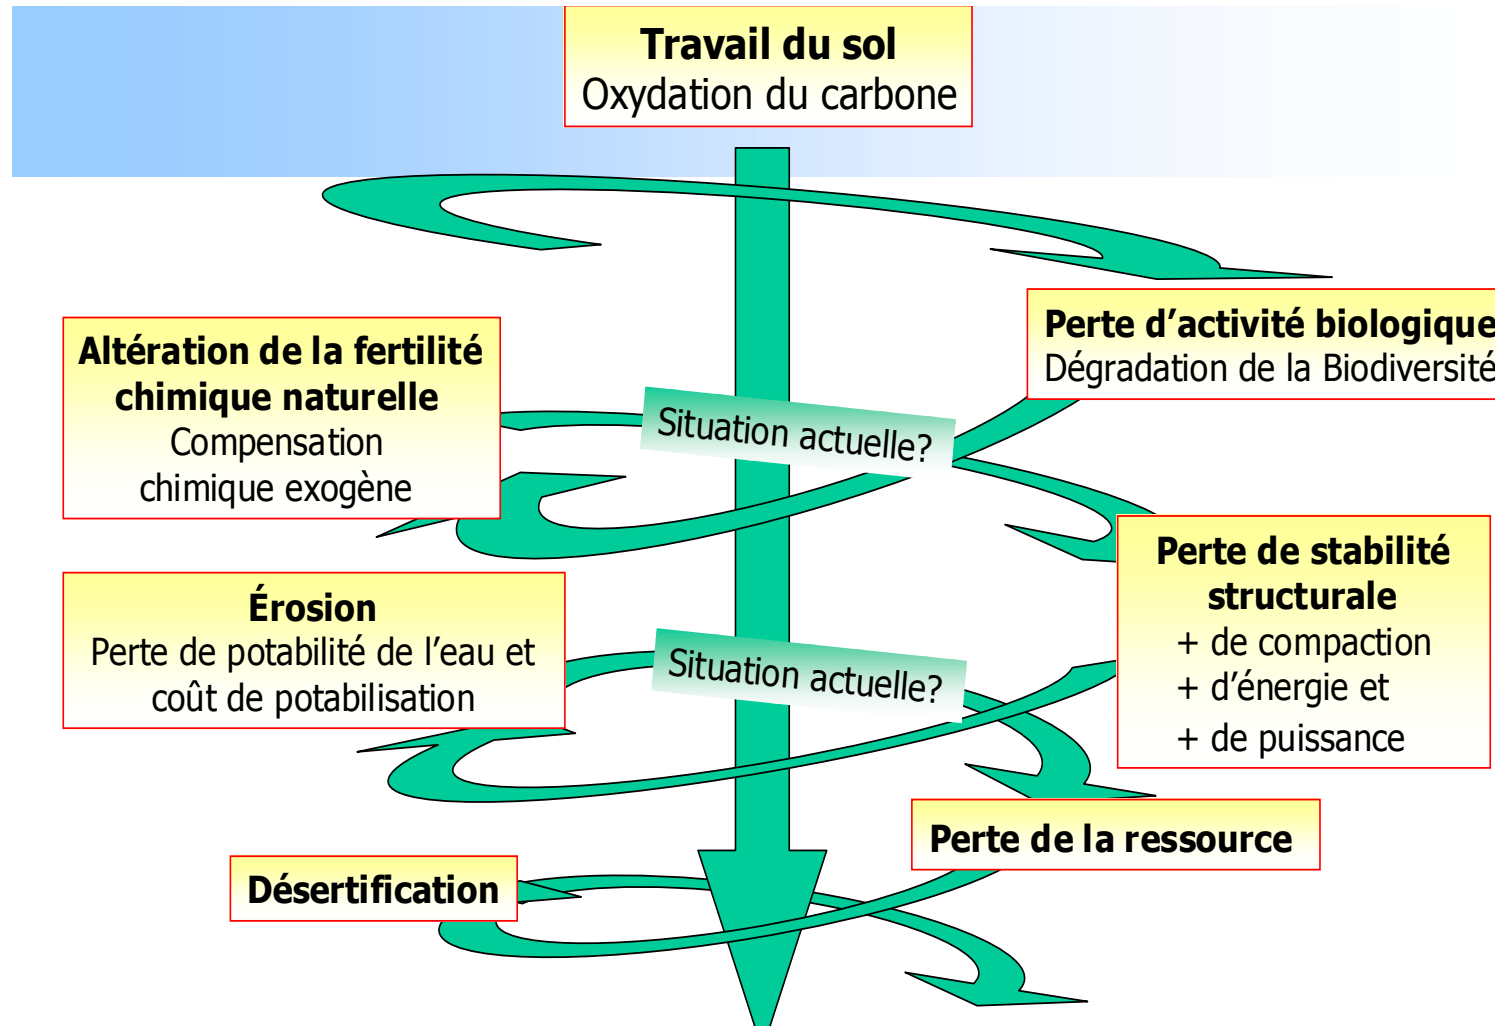 Travail du sol
Oxydation du carbone
Perte d’activité biologique
Dégradation de la Biodiversité
Altération de la fertilité
chimique naturelle
Compensation
chimique exogène
Situation actuelle?
Perte de stabilité
structurale
+ de compaction
+ d’énergie et
+ de puissance
Érosion
Perte de potabilité de l’eau et
coût de potabilisation
Situation actuelle?
Perte de la ressource
Désertification